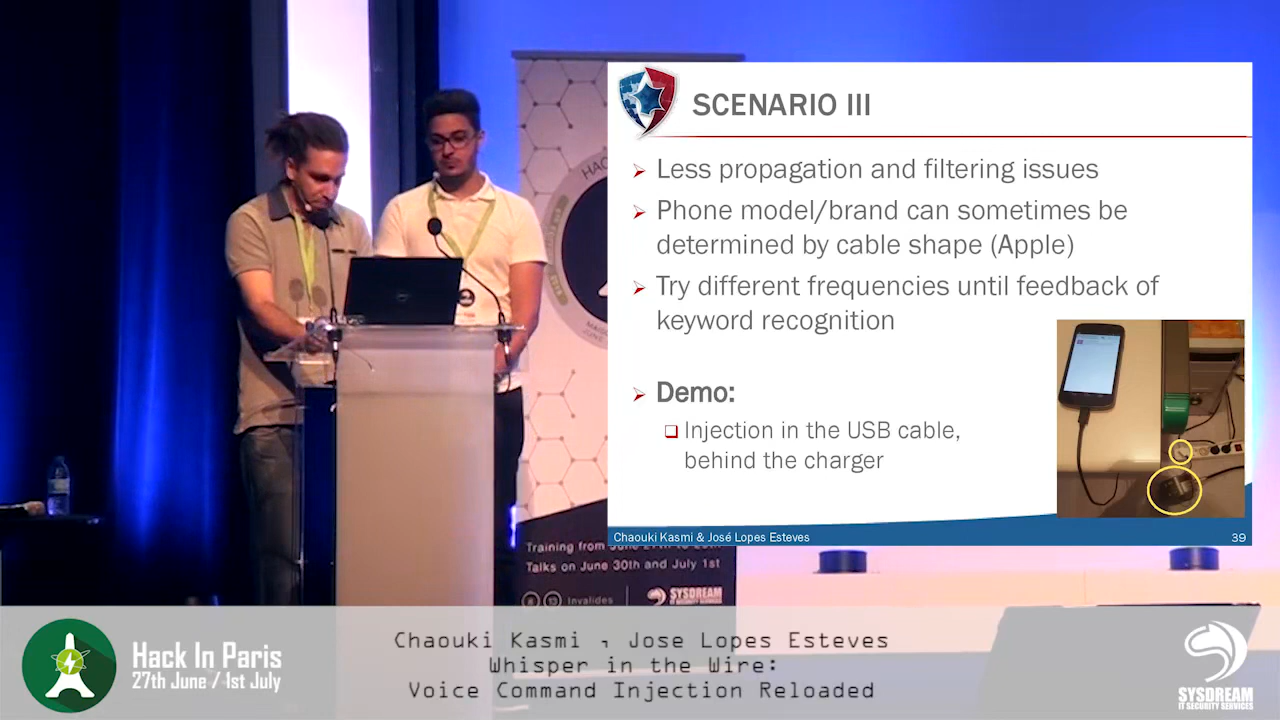 SCENARIO III
Less propagation and filtering issues
Phone model/brand can sometimes be
determined by cable shape (Apple)
Try different frequencies until feedback of
keyword recognition
Demo:
Injection in the USB cable,
behind the charger
Chaouki Kasmi & José Lopes Esteves
39
Training from
Talks on June 30th and July 1st
Invalides
SYSDREAM
IT SECURITY SERVICES
Hack In Paris
27th June / 1st July
Chaouki Kasmi , Jose Lopes Esteves
Whisper in the Wire:
Voice Command Injection Reloaded
SYSDREAM
IT SECURITY SERVICES